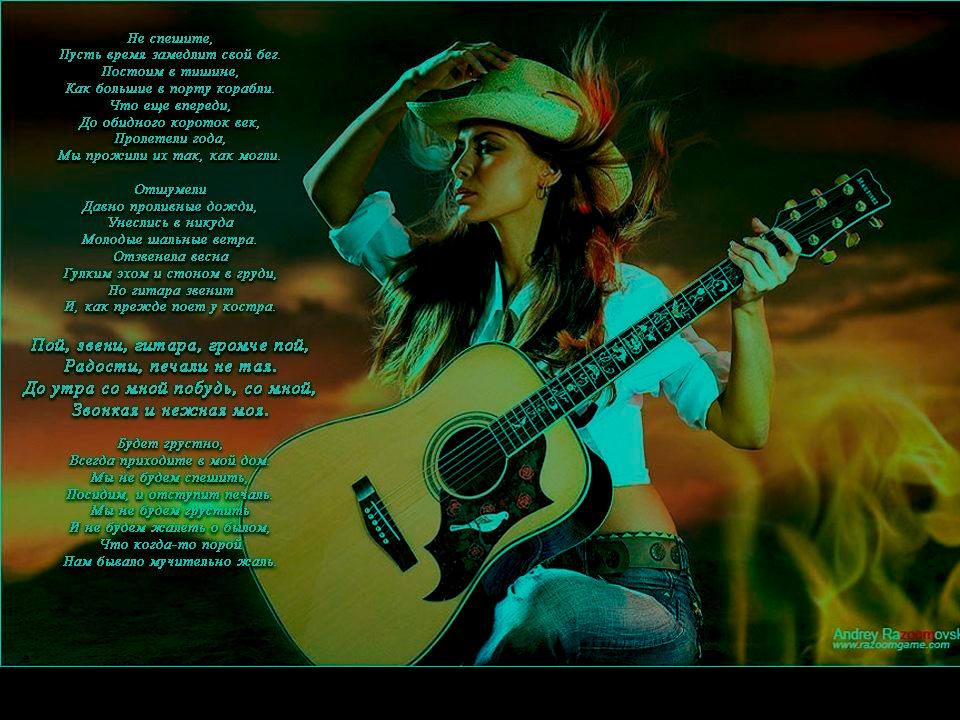 Не спешите,
Пусть время замедлит свой бег.
Постоим в тишине,
Как большие в порту корабли.
Что еще впереди,
До обидного короток век,
Пролетели года,
Мы прожили их так, как могли.

Отшумели
Давно проливные дожди,
Унеслись в никуда
Молодые шальные ветра.
Отзвенела весна
Гулким эхом и стоном в груди,
Но гитара звенит
И, как прежде поет у костра.

Пой, звени, гитара, громче пой,
Радости, печали не тая.
До утра со мной побудь, со мной,
Звонкая и нежная моя.

Будет грустно,
Всегда приходите в мой дом.
Мы не будем спешить,
Посидим, и отступит печаль.
Мы не будем грустить
И не будем жалеть о былом,
Что когда-то порой
Нам бывало мучительно жаль.

Andrey Razoomovsk
www.razoomgame.com